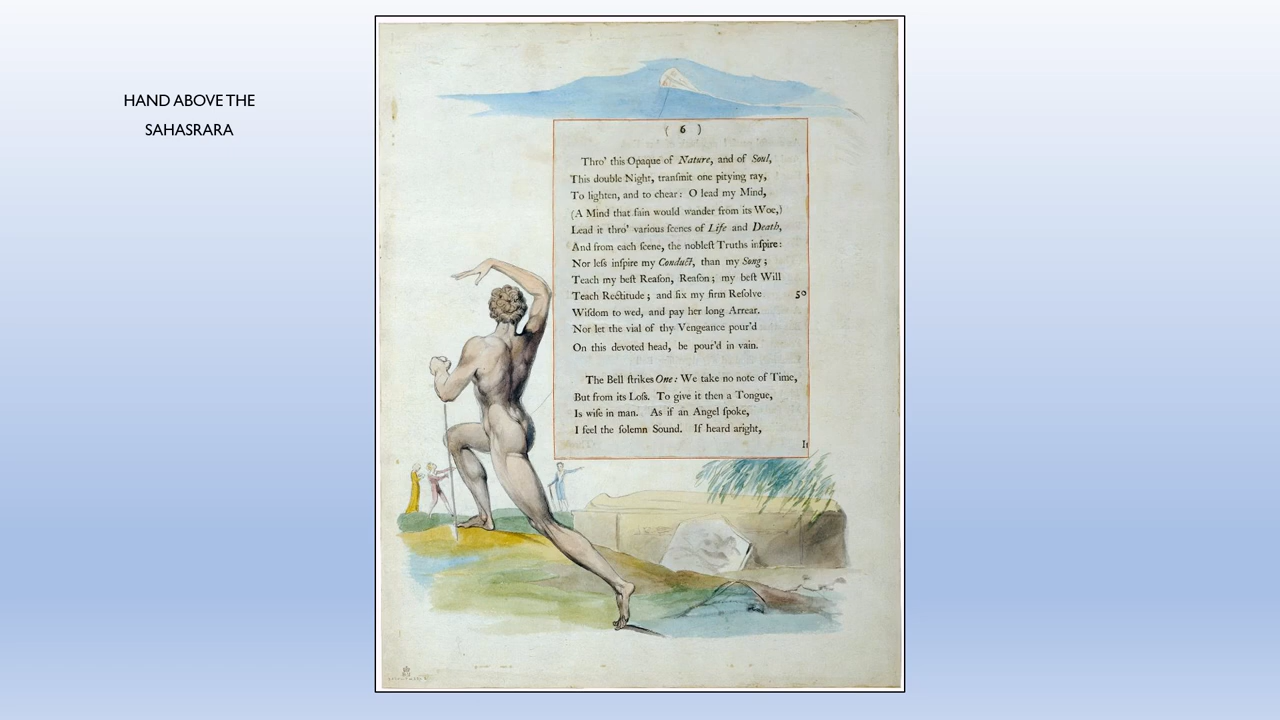 HAND ABOVE THE
SAHASRARA
( 6 )
Thro' this Opaque of Nature, and of Soul,
This double Night, tranſmit one pitying ray,
To lighten, and to chear: O lead my Mind,
(A Mind that fain would wander from its Woe,)
Lead it thro' various ſcenes of Life and Death,
And from each ſcene, the nobleſt Truths inſpire:
Nor leſs inſpire my Conduct, than my Song;
Teach my beſt Reaſon, Reaſon; my beſt Will
Teach Rectitude; and fix my firm Reſolve 50
Wiſdom to wed, and pay her long Arrear.
Nor let the vial of thy Vengeance pour'd
On this devoted head, be pour'd in vain.
The Bell ſtrikes One: We take no note of Time,
But from its Loſs. To give it then a Tongue,
Is wiſe in man. As if an Angel ſpoke,
I feel the ſolemn Sound. If heard aright,
It